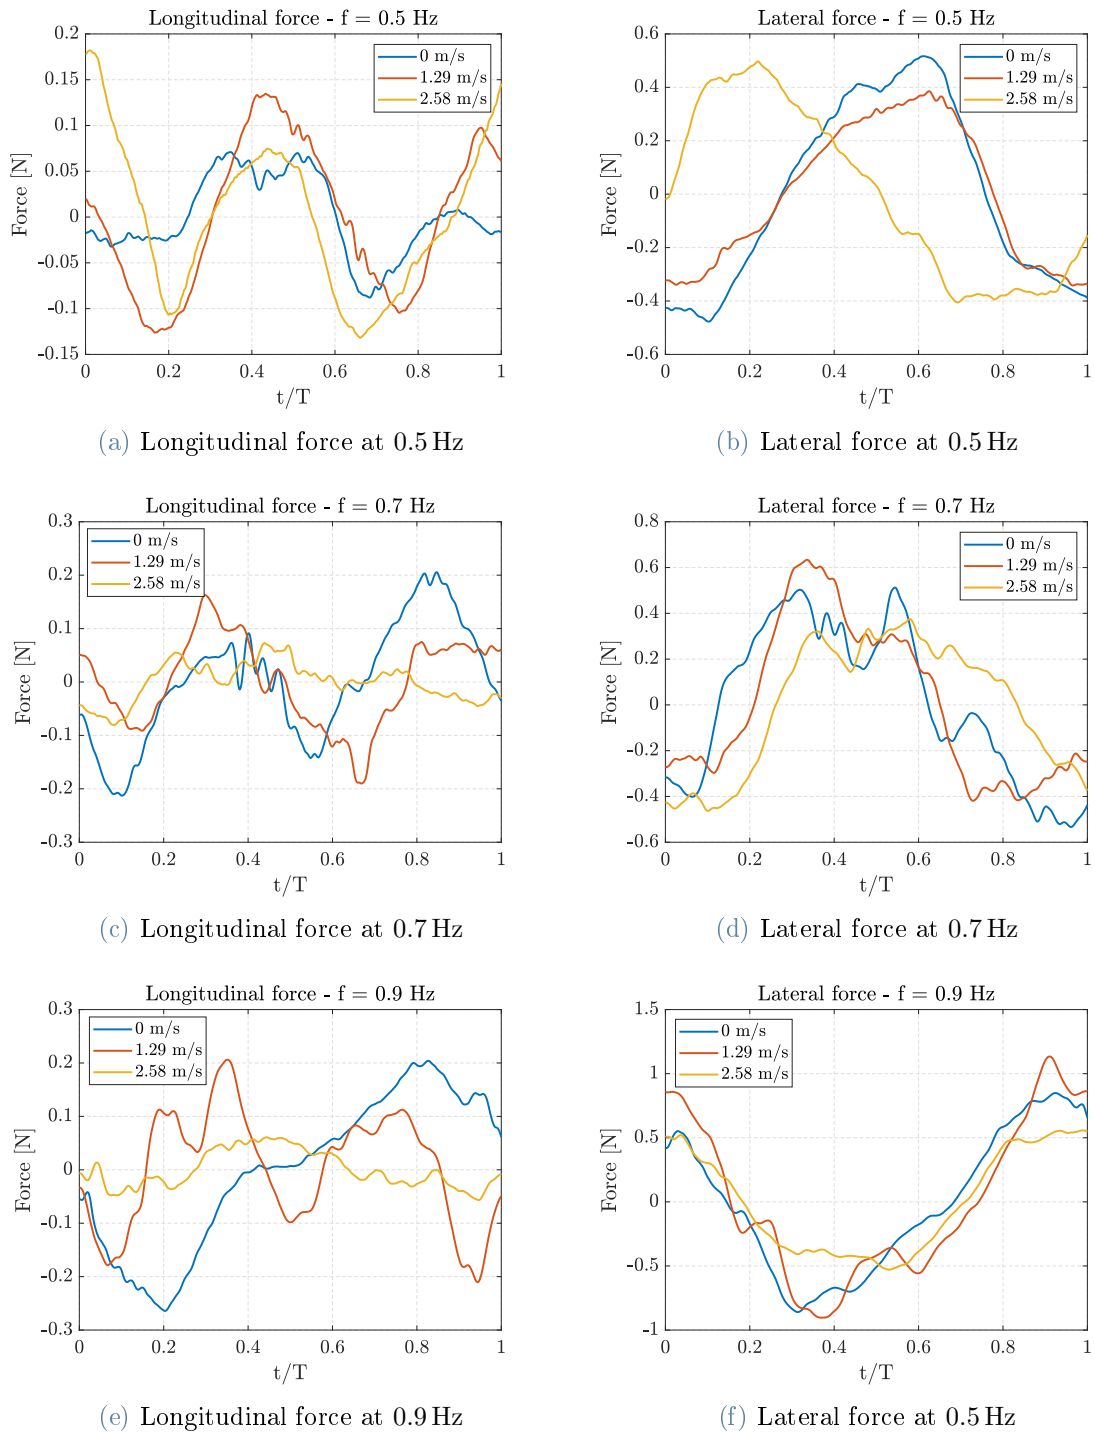 Longitudinal force - f = 0.5 Hz
0.2
0.15
0.1
0.05
0
-0.05
-0.1
-0.15
Force [N]
0 m/s
1.29 m/s
2.58 m/s
0 0.2 0.4 0.6 0.8 1
t/T
(a) Longitudinal force at 0.5 Hz
Lateral force - f = 0.5 Hz
0.6
0.4
0.2
0
-0.2
-0.4
-0.6
Force [N]
0 m/s
1.29 m/s
2.58 m/s
0 0.2 0.4 0.6 0.8 1
t/T
(b) Lateral force at 0.5 Hz
Longitudinal force - f = 0.7 Hz
0.3
0.2
0.1
0
-0.1
-0.2
-0.3
Force [N]
0 m/s
1.29 m/s
2.58 m/s
0 0.2 0.4 0.6 0.8 1
t/T
(c) Longitudinal force at 0.7 Hz
Lateral force - f = 0.7 Hz
0.8
0.6
0.4
0.2
0
-0.2
-0.4
-0.6
Force [N]
0 m/s
1.29 m/s
2.58 m/s
0 0.2 0.4 0.6 0.8 1
t/T
(d) Lateral force at 0.7 Hz
Longitudinal force - f = 0.9 Hz
0.3
0.2
0.1
0
-0.1
-0.2
-0.3
Force [N]
0 m/s
1.29 m/s
2.58 m/s
0 0.2 0.4 0.6 0.8 1
t/T
(e) Longitudinal force at 0.9 Hz
Lateral force - f = 0.9 Hz
1.5
1
0.5
0
-0.5
-1
Force [N]
0 m/s
1.29 m/s
2.58 m/s
0 0.2 0.4 0.6 0.8 1
t/T
(f) Lateral force at 0.5 Hz